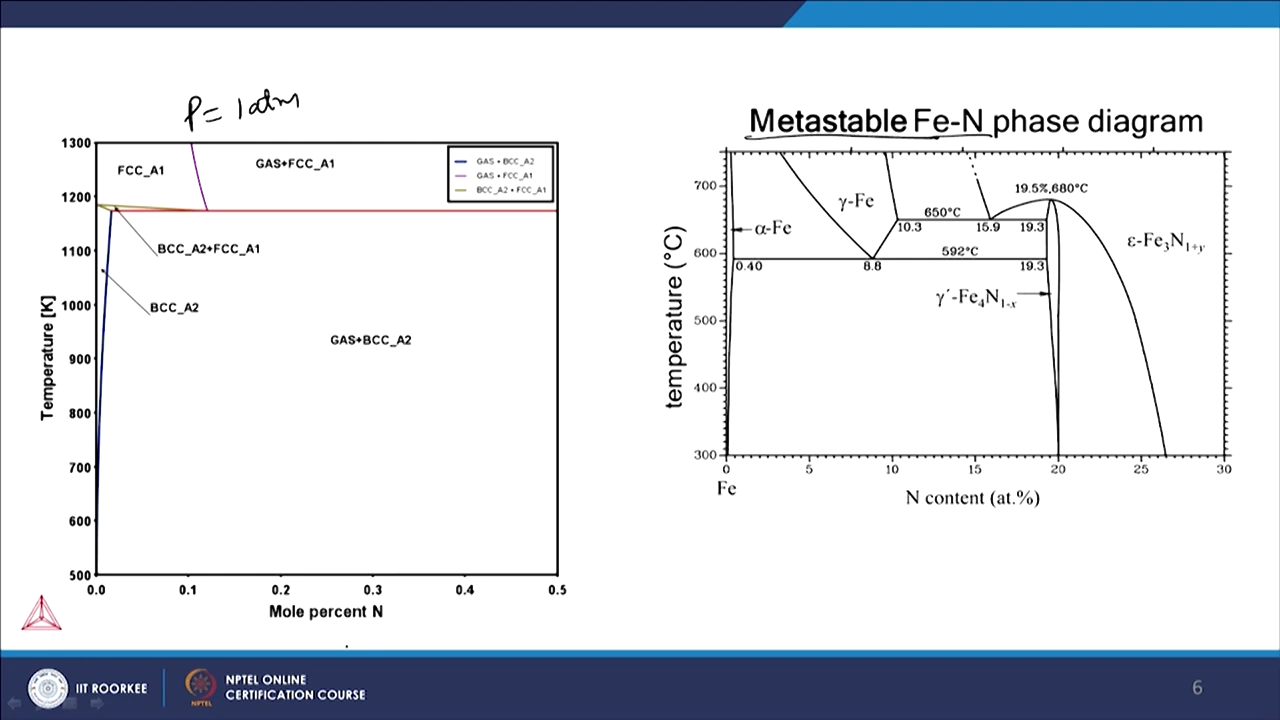 P = 1 atm
1300
1200
1100
1000
900
800
700
600
500
Temperature [K]
FCC_A1
GAS+FCC_A1
GAS + BCC_A2
GAS + FCC_A1
BCC_A2 + FCC_A1
BCC_A2+FCC_A1
BCC_A2
GAS+BCC_A2
0.0 0.1 0.2 0.3 0.4 0.5
Mole percent N
Metastable Fe-N phase diagram
700
600
500
400
300
temperature (°C)
19.5%,680°C
γ-Fe
650°C
10.3 15.9 19.3
α-Fe
ε-Fe₃N₁₊y
592°C
0.40 8.8 19.3
γ´-Fe₄N₁₋ₓ
0 5 10 15 20 25 30
Fe
N content (at.%)
IIT ROORKEE
NPTEL
NPTEL ONLINE
CERTIFICATION COURSE
6